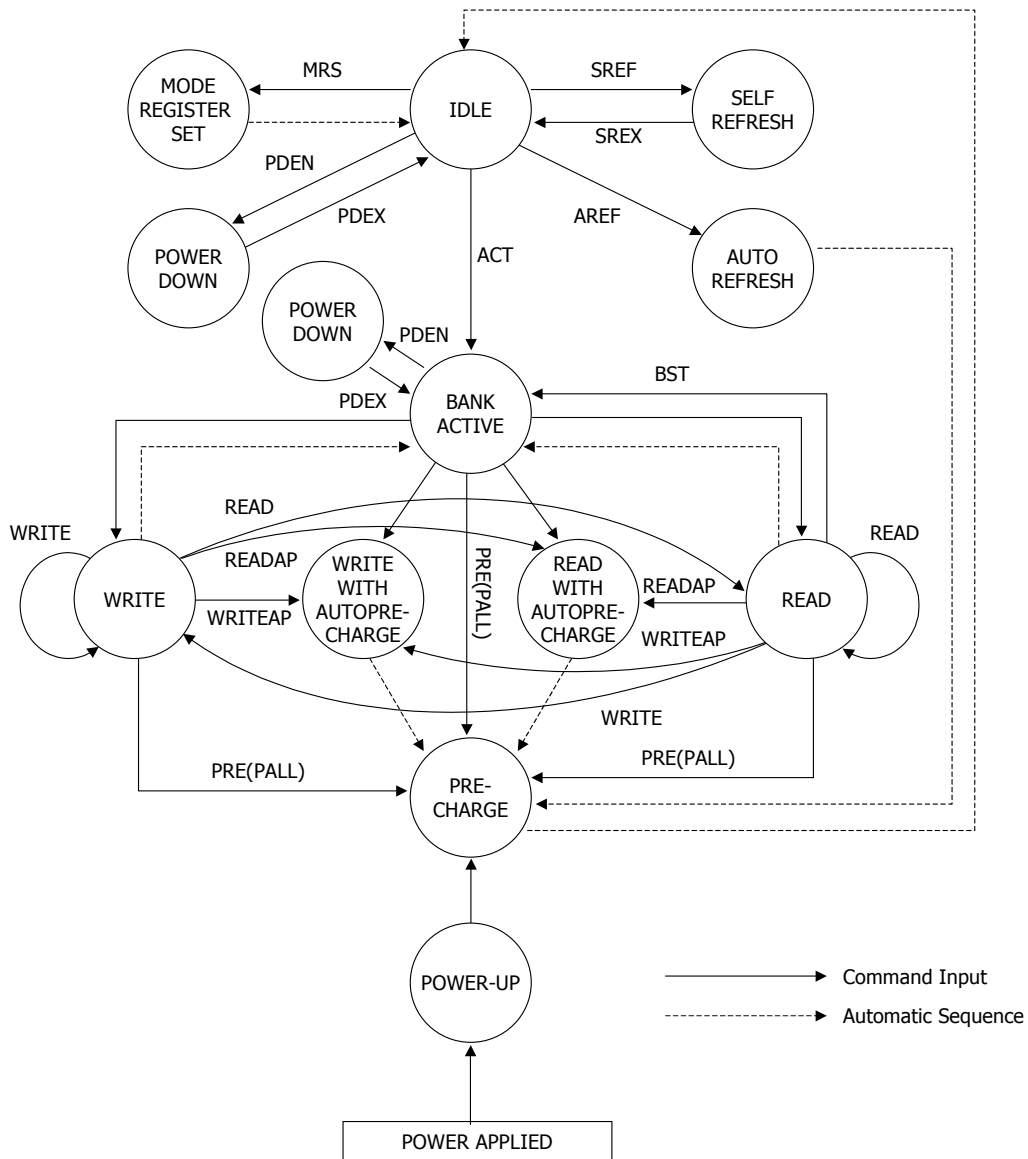 MRS
SREF
MODE
REGISTER
SET
IDLE
SELF
REFRESH
SREX
PDEN
PDEX
AREF
POWER
DOWN
ACT
AUTO
REFRESH
POWER
DOWN
PDEN
PDEX
BANK
ACTIVE
BST
WRITE
READ
READ
READAP
WRITE
WITH
AUTOPRE-
CHARGE
PRE(PALL)
READ
WITH
AUTOPRE-
CHARGE
READAP
WRITE
WRITEAP
READ
WRITEAP
WRITE
PRE(PALL)
PRE(PALL)
PRE-
CHARGE
POWER-UP
Command Input
Automatic Sequence
POWER APPLIED